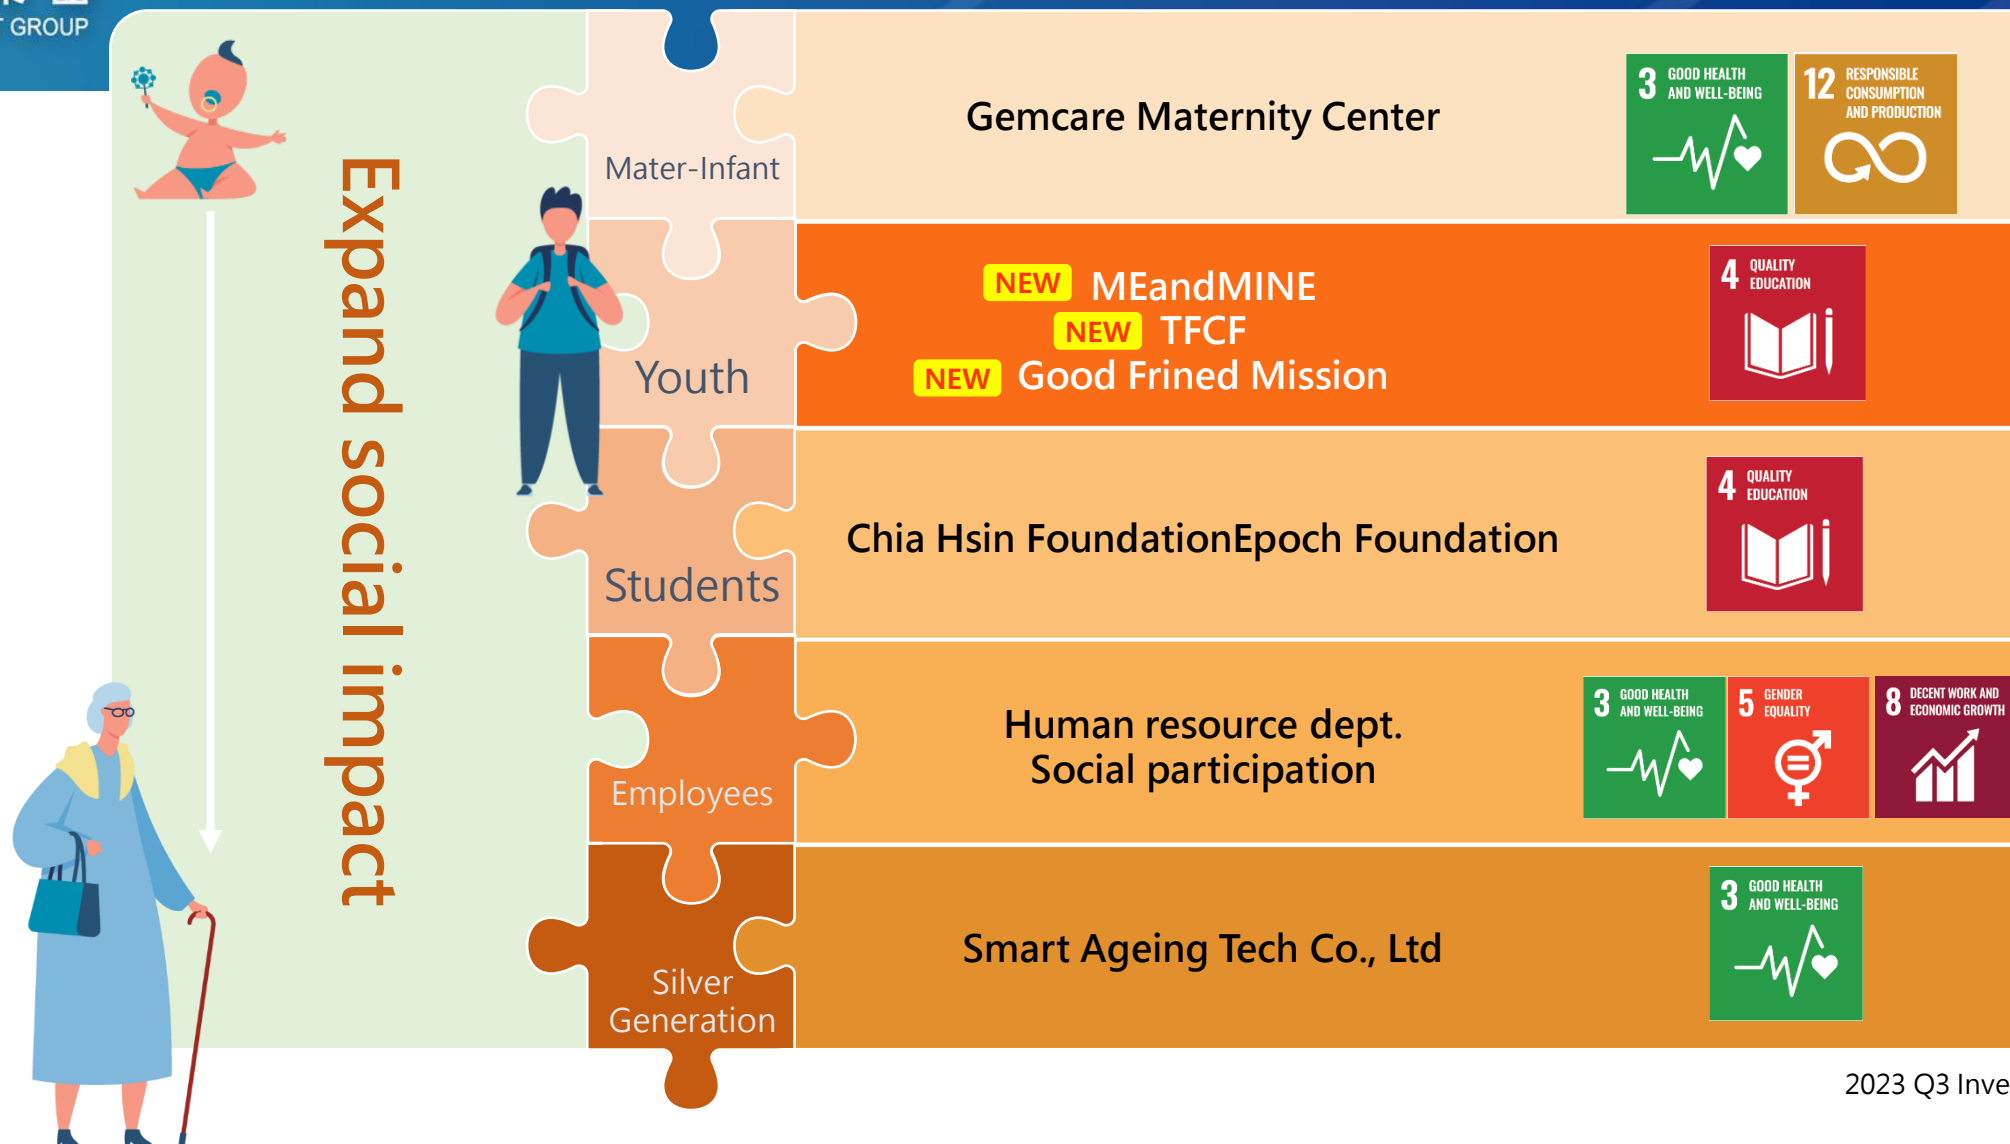 GROUP
Expand social impact
Mater-Infant
Gemcare Maternity Center
3 GOOD HEALTH
AND WELL-BEING
12 RESPONSIBLE
CONSUMPTION
AND PRODUCTION
Youth
NEW MEandMINE
NEW TFCF
NEW Good Frined Mission
4 QUALITY
EDUCATION
Students
Chia Hsin FoundationEpoch Foundation
4 QUALITY
EDUCATION
Employees
Human resource dept.
Social participation
3 GOOD HEALTH
AND WELL-BEING
5 GENDER
EQUALITY
8 DECENT WORK AND
ECONOMIC GROWTH
Silver
Generation
Smart Ageing Tech Co., Ltd
3 GOOD HEALTH
AND WELL-BEING
2023 Q3 Inve